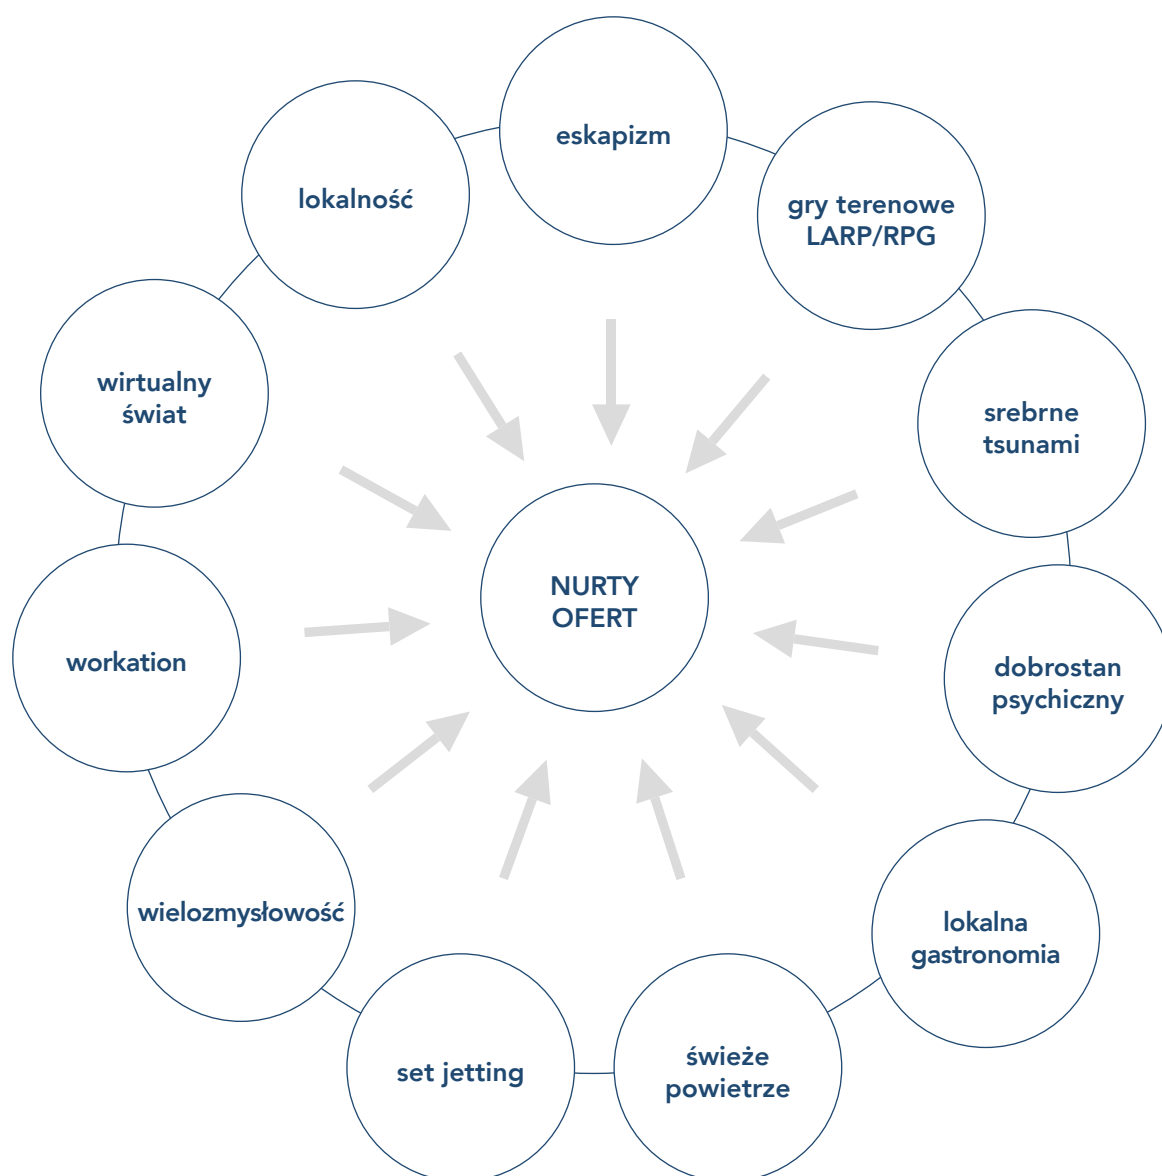 eskapizm
gry terenowe
LARP/RPG
srebrne
tsunami
dobrostan
psychiczny
lokalna
gastronomia
świeże
powietrze
set jetting
wielozmysłowość
workation
wirtualny
świat
lokalność
NURTY
OFERT